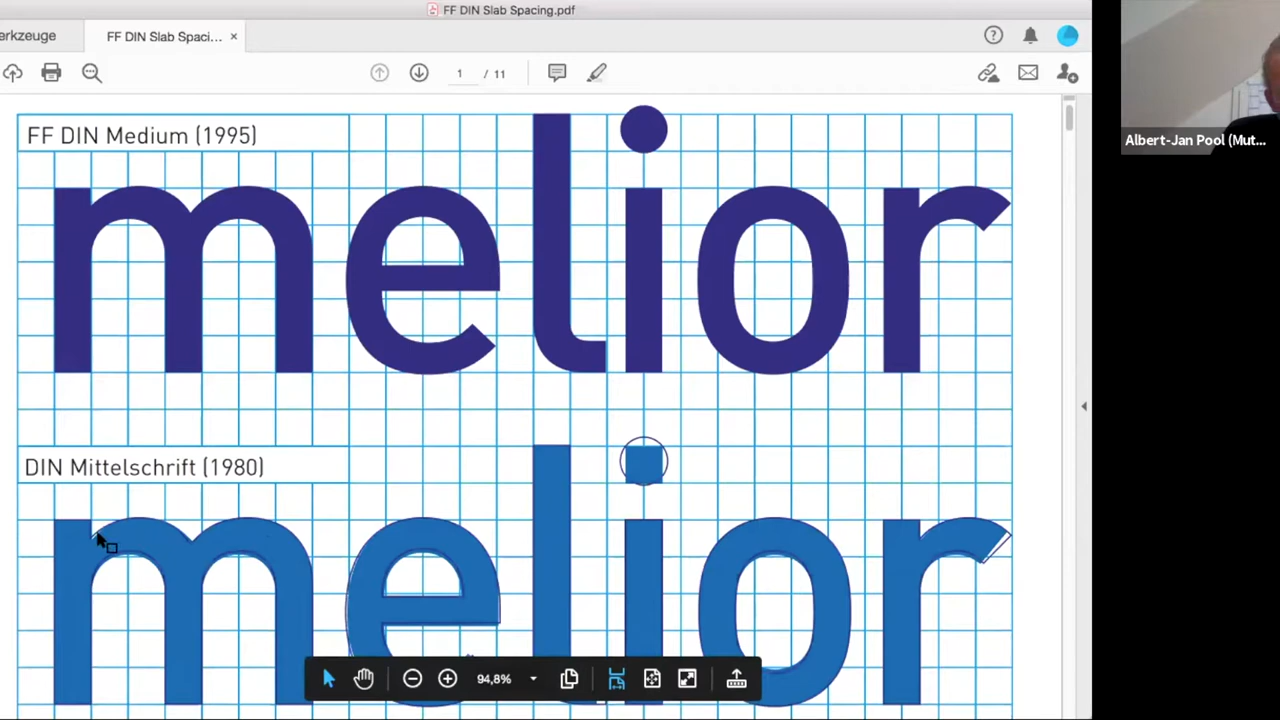 FF DIN Slab Spacing.pdf
erkzeuge
FF DIN Slab Spaci... ×
1 / 11
Albert-Jan Pool (Mut...
FF DIN Medium (1995)
melior
DIN Mittelschrift (1980)
melior
94,8%